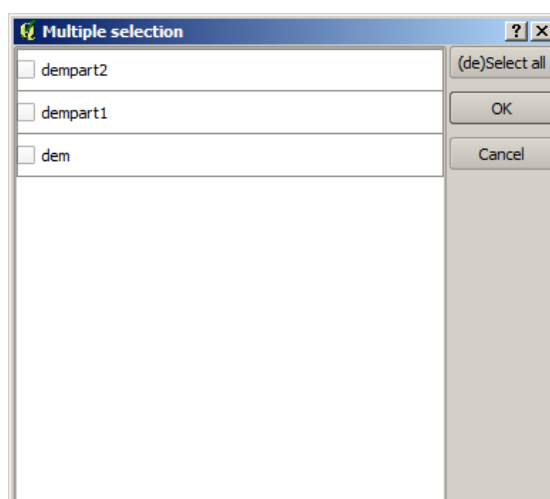 Multiple selection
dempart2
dempart1
dem
(de)Select all
OK
Cancel